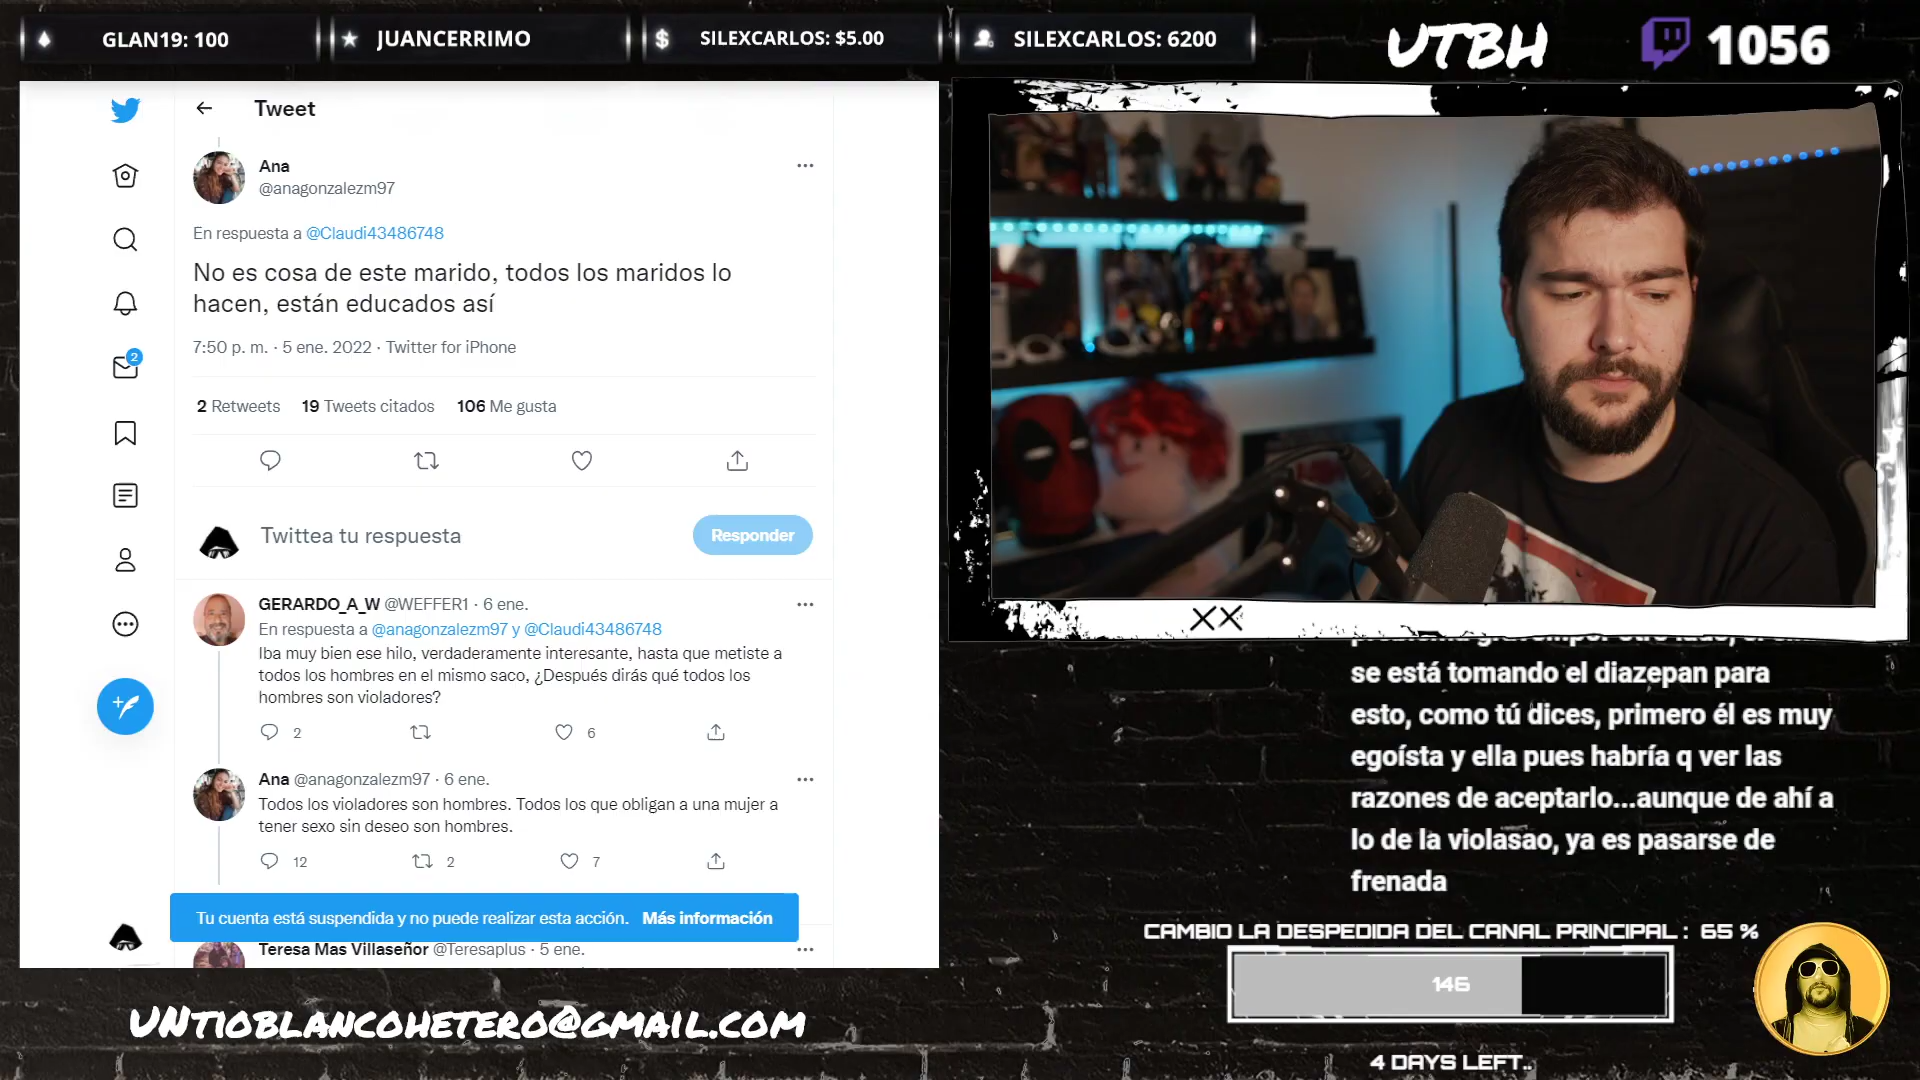 GLAN19: 100
JUANCERRIMO
$ SILEXCARLOS: $5.00
SILEXCARLOS: 6200
UTBH
1056
Tweet
Ana
@anagonzalezm97
En respuesta a @Claudi43486748
No es cosa de este marido, todos los maridos lo
hacen, están educados así
7:50 p. m. · 5 ene. 2022 · Twitter for iPhone
2
2 Retweets 19 Tweets citados 106 Me gusta
Twittea tu respuesta
Responder
GERARDO_A_W @WEFFER1 · 6 ene.
En respuesta a @anagonzalezm97 y @Claudi43486748
Iba muy bien ese hilo, verdaderamente interesante, hasta que metiste a
todos los hombres en el mismo saco, ¿Después dirás qué todos los
hombres son violadores?
2 6
Ana @anagonzalezm97 · 6 ene.
Todos los violadores son hombres. Todos los que obligan a una mujer a
tener sexo sin deseo son hombres.
12 2 7
Tu cuenta está suspendida y no puede realizar esta acción. Más información
Teresa Mas Villaseñor @Teresaplus · 5 ene.
XX
se está tomando el diazepan para
esto, como tú dices, primero él es muy
egoísta y ella pues habría q ver las
razones de aceptarlo...aunque de ahí a
lo de la violasao, ya es pasarse de
frenada
CAMBIO LA DESPEDIDA DEL CANAL PRINCIPAL: 65 %
146
4 DAYS LEFT..
UNTIOBLANCOHETERO@GMAIL.COM